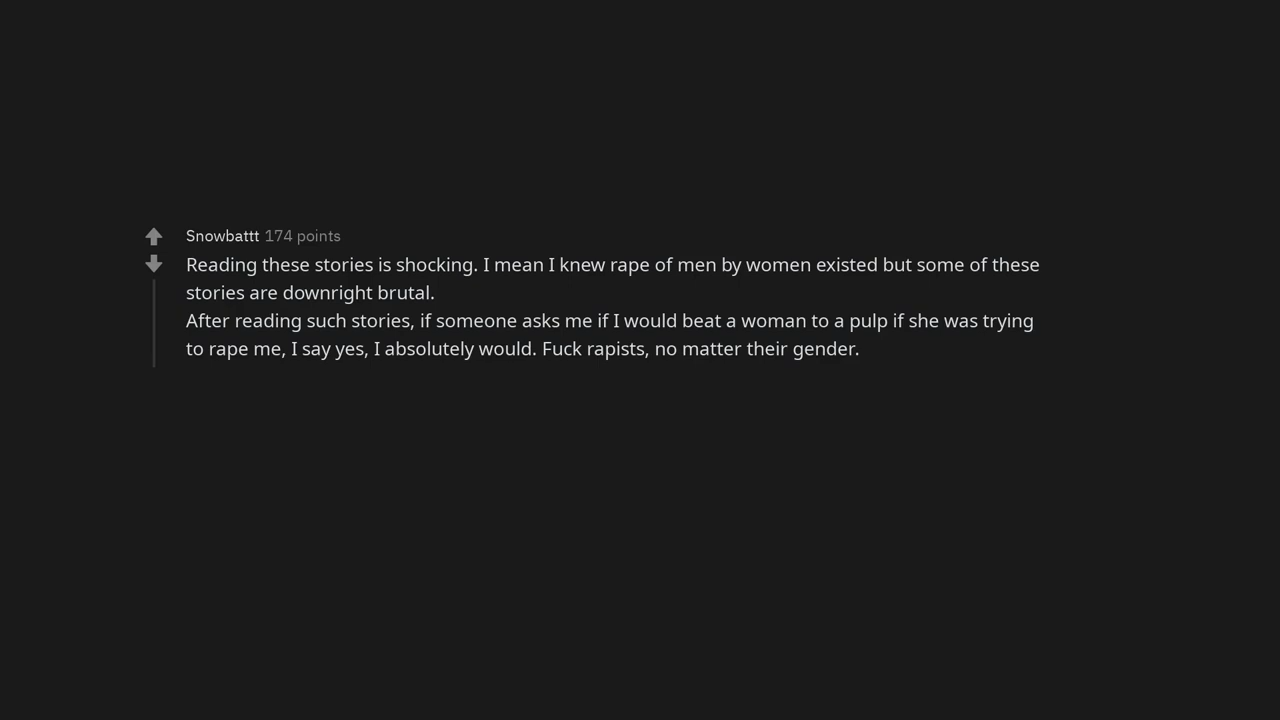 Snowbattt 174 points
Reading these stories is shocking. I mean I knew rape of men by women existed but some of these
stories are downright brutal.
After reading such stories, if someone asks me if I would beat a woman to a pulp if she was trying
to rape me, I say yes, I absolutely would. Fuck rapists, no matter their gender.